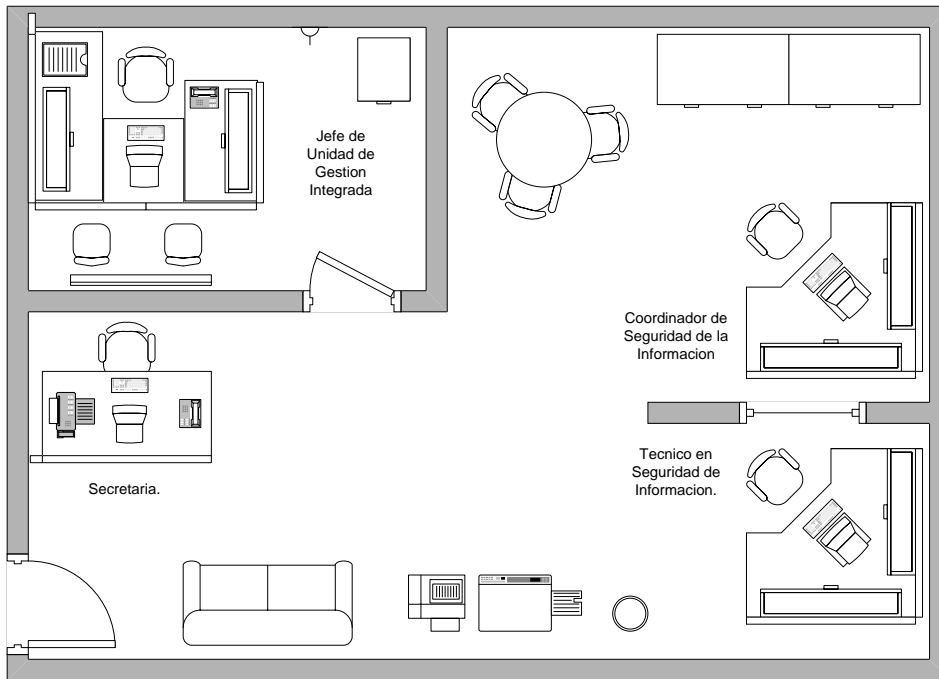 Jefe de
Unidad de
Gestion
Integrada
Coordinador de
Seguridad de la
Informacion
Secretaria.
Tecnico en
Seguridad de
Informacion.